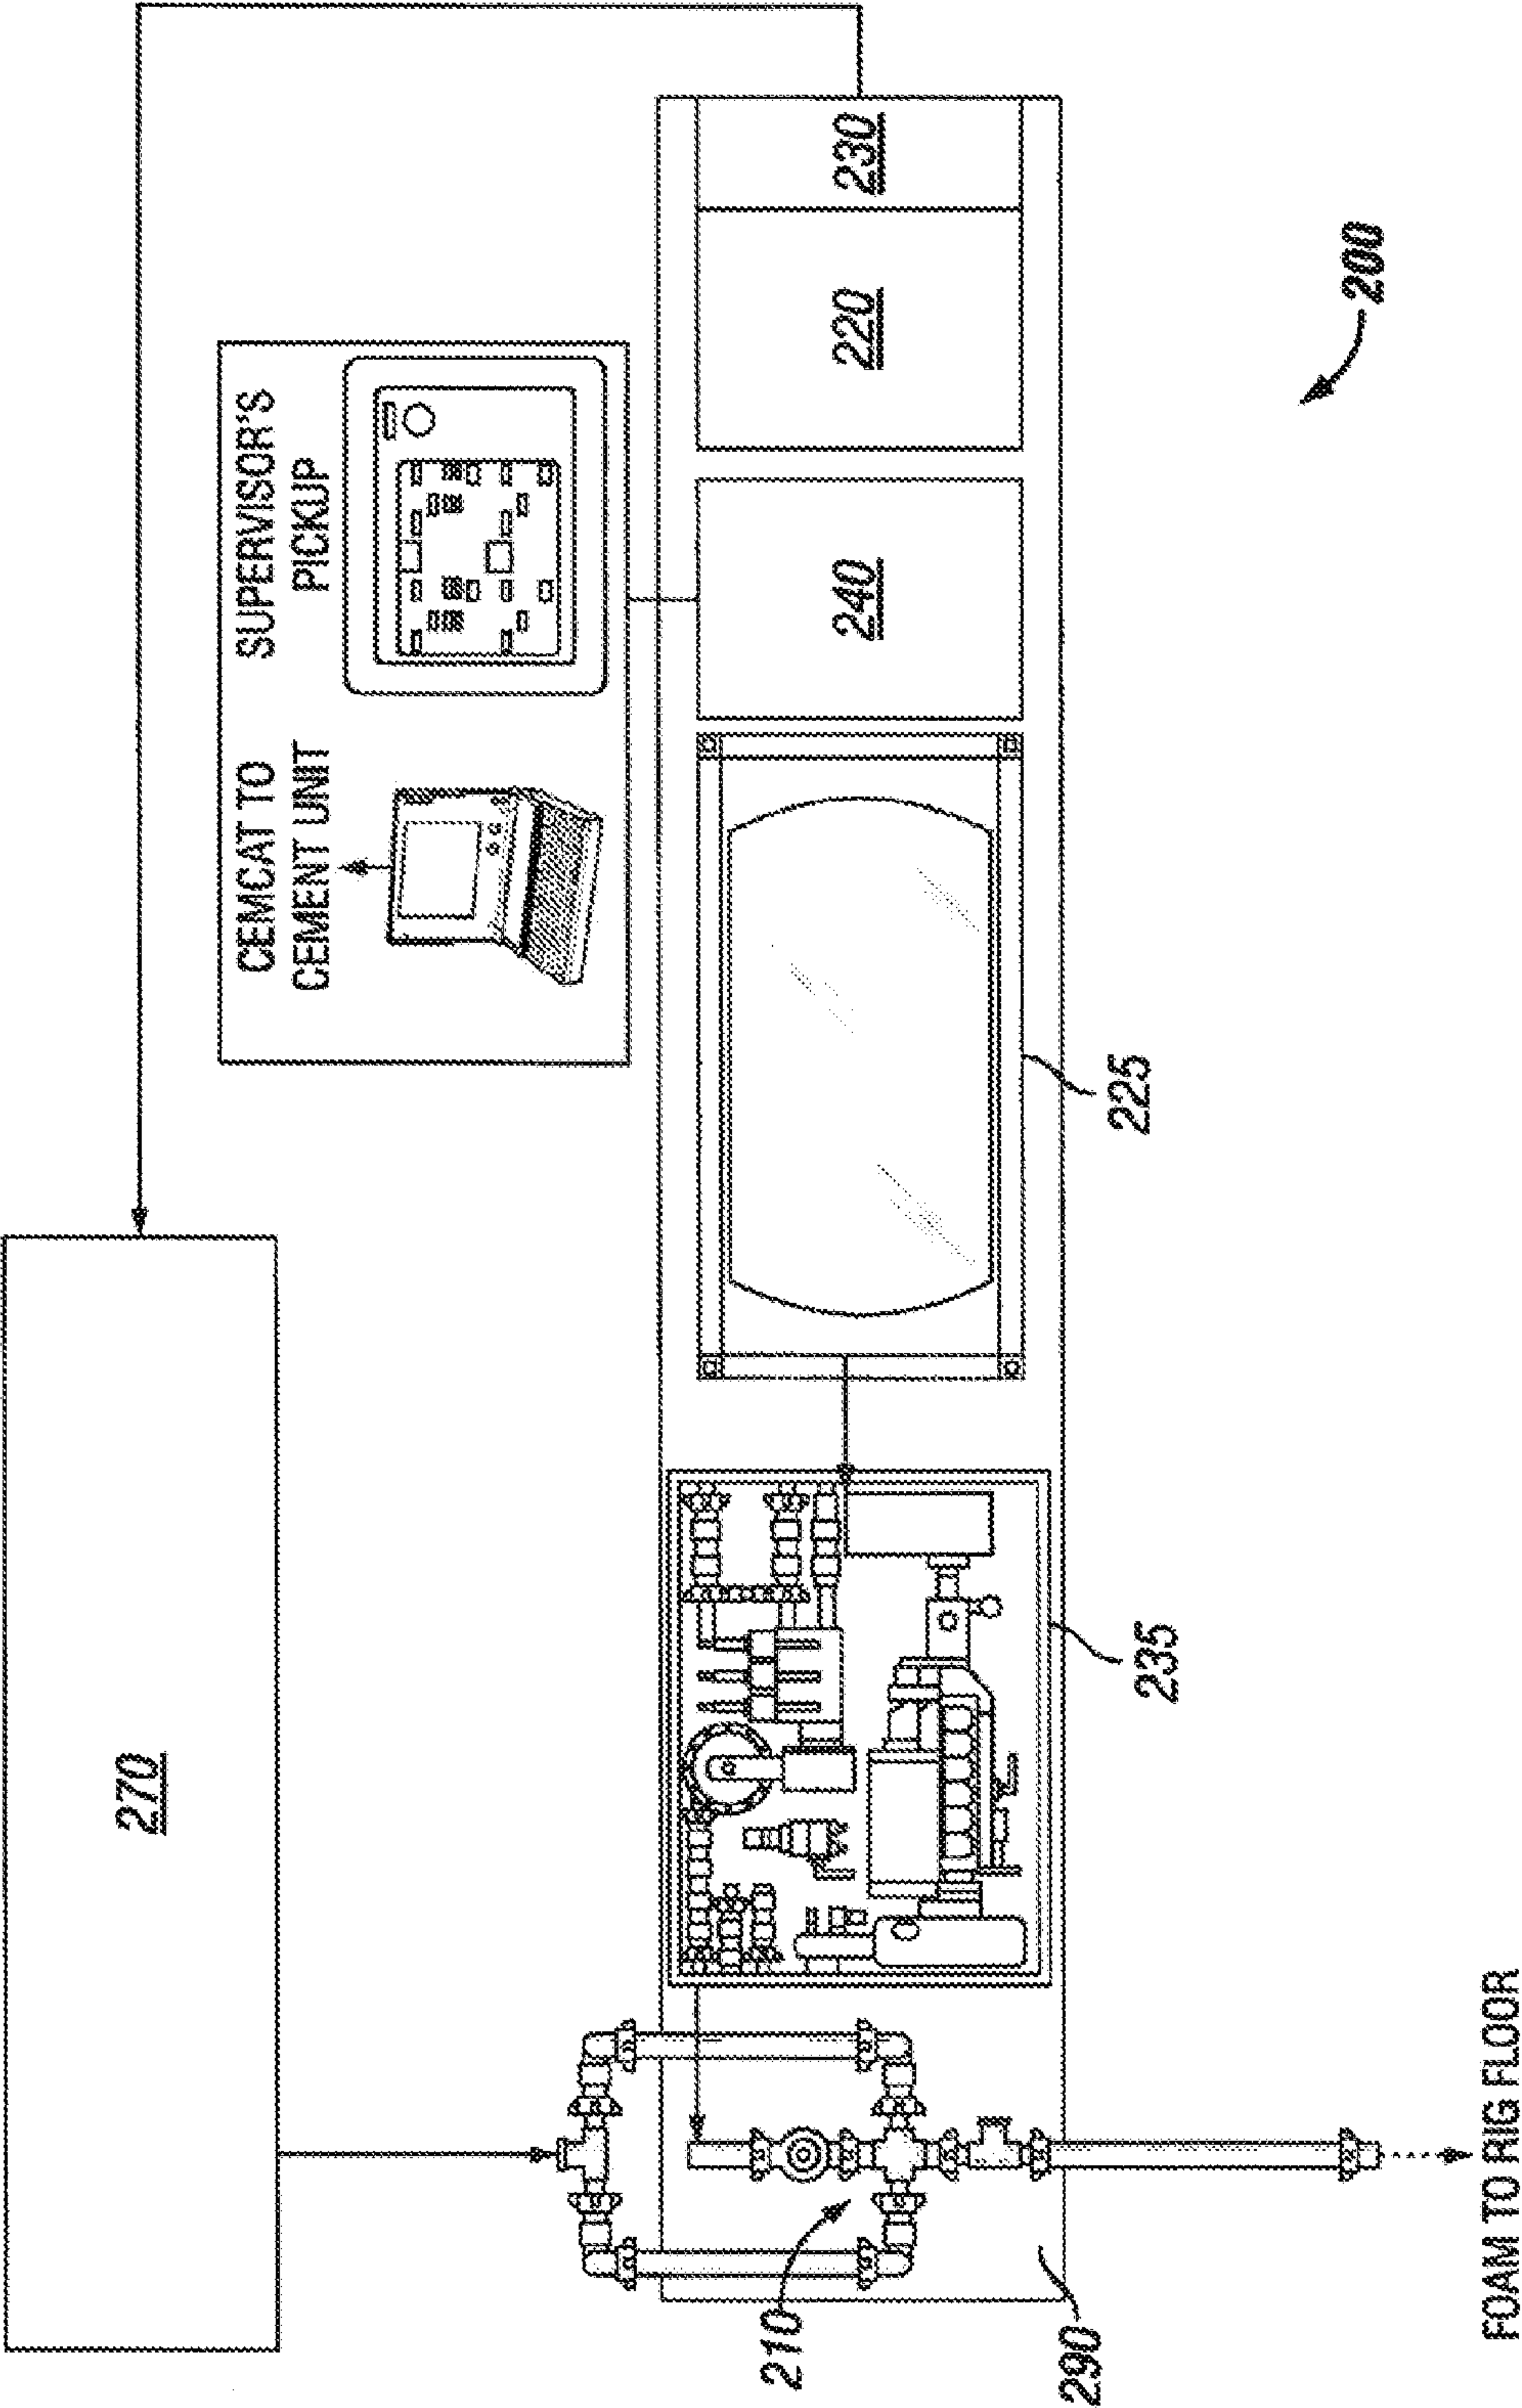 270
CEMCAT TO
CEMENT UNIT
SUPERVISOR'S
PICKUP
210
290
235
225
240
220
230
200
FOAM TO RIG FLOOR